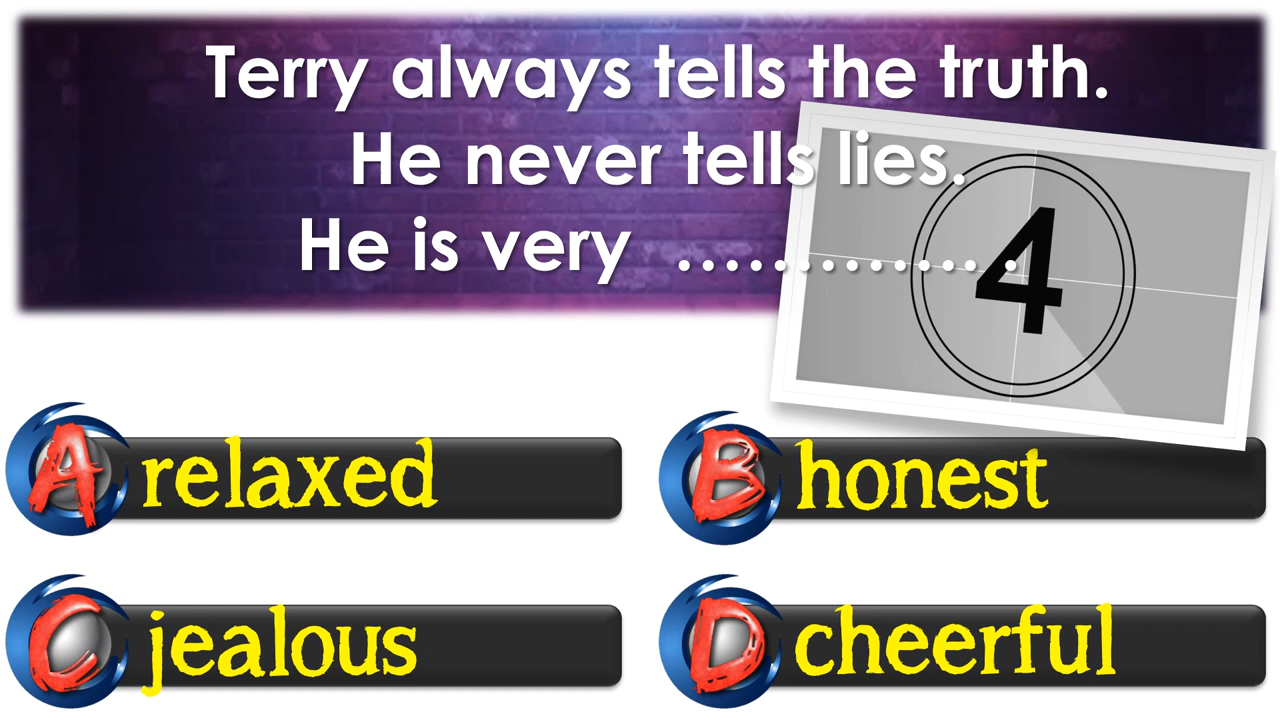 Terry always tells the truth.
He never tells lies.
He is very ..............
4
A relaxed
B honest
C jealous
D cheerful